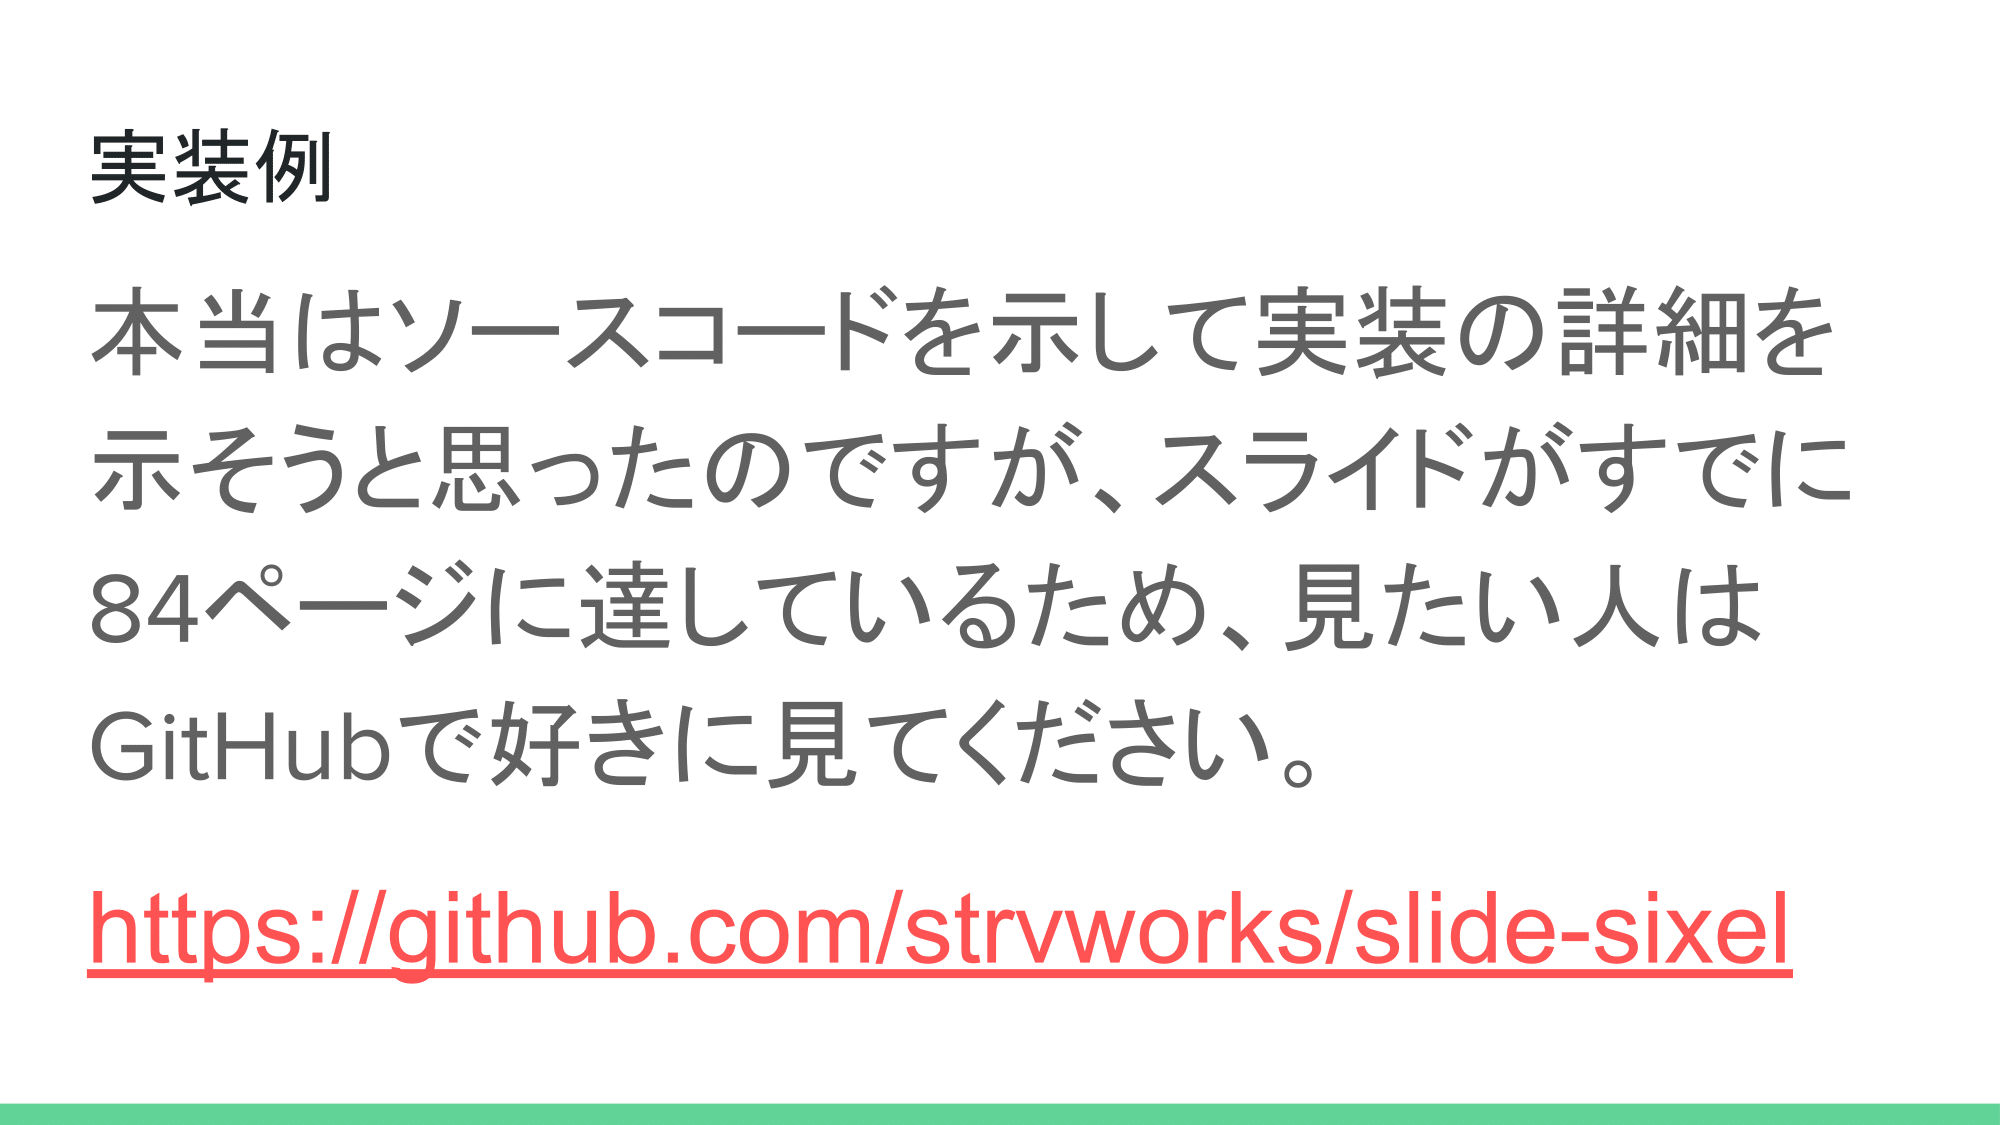 実装例
本当はソースコードを示して実装の詳細を
示そうと思ったのですが、スライドがすでに
84ページに達しているため、見たい人は
GitHubで好きに見てください。
https://github.com/strvworks/slide-sixel